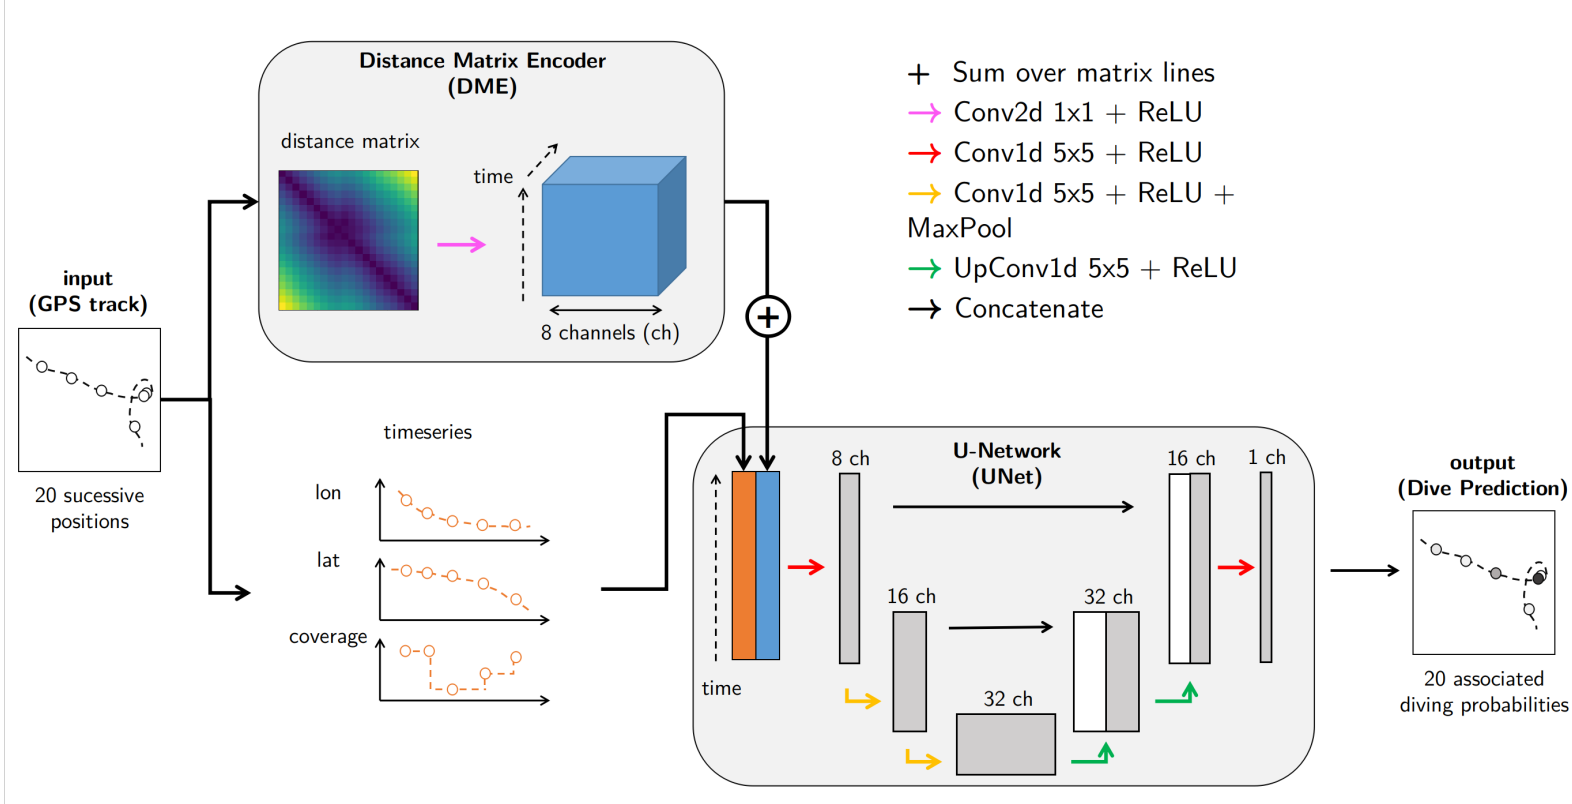 Distance Matrix Encoder
(DME)
distance matrix
time
8 channels (ch)
+ Sum over matrix lines
→ Conv2d 1x1 + ReLU
→ Conv1d 5x5 + ReLU
→ Conv1d 5x5 + ReLU +
MaxPool
→ UpConv1d 5x5 + ReLU
→ Concatenate
input
(GPS track)
20 sucessive
positions
+
timeseries
lon
lat
coverage
U-Network
(UNet)
8 ch
16 ch
1 ch
16 ch
32 ch
32 ch
time
output
(Dive Prediction)
20 associated
diving probabilities